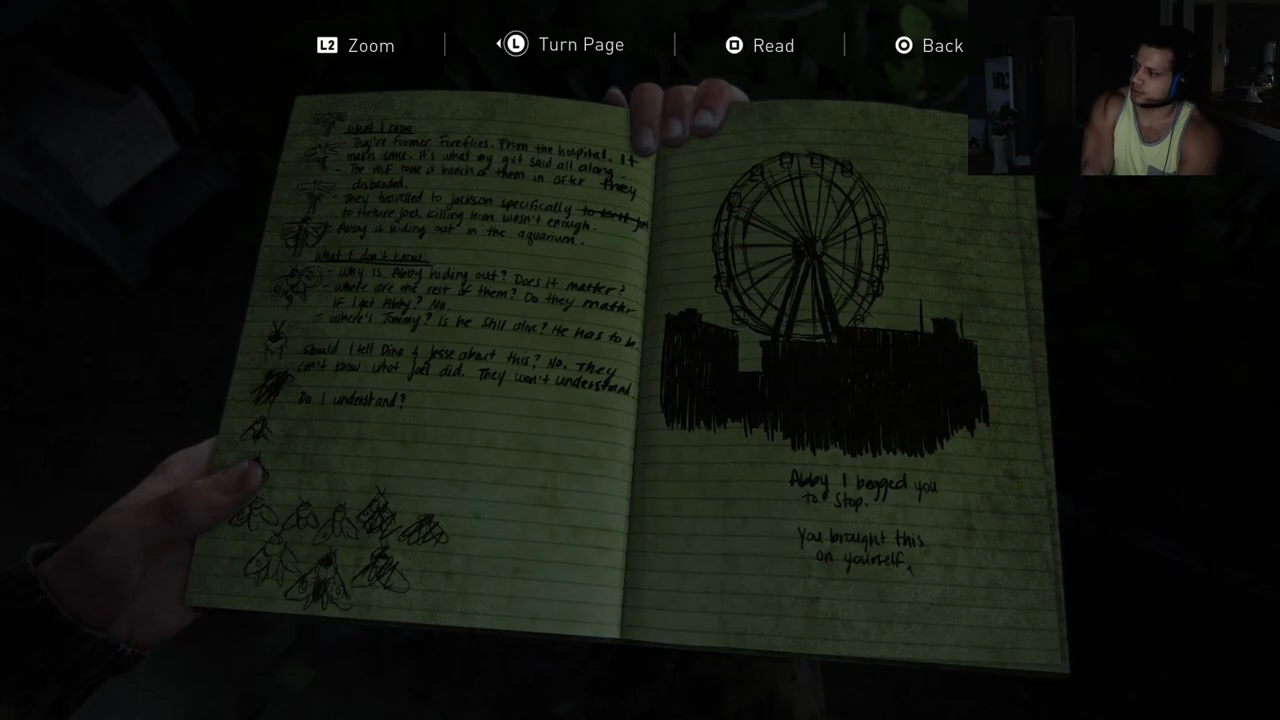 L2 Zoom
L Turn Page
Read
Back
What I know
- They're former Fireflies. From the hospital. It
makes sense. It's what my gut said all along.
- The WLF took a bunch of them in after they
disbanded.
- They travelled to Jackson specifically
to torture Joel. Killing him wasn't enough.
- Abby is hiding out in the aquarium.
What I don't know:
- Why is Abby hiding out? Does it matter?
- Where are the rest of them? Do they matter
if I get Abby? No.
- Where's Tommy? Is he still alive? He has to be.
Should I tell Dina & Jesse about this? No. They
can't know what Joel did. They won't understand.
Do I understand?
Abby I begged you
to stop.
You brought this
on yourself.